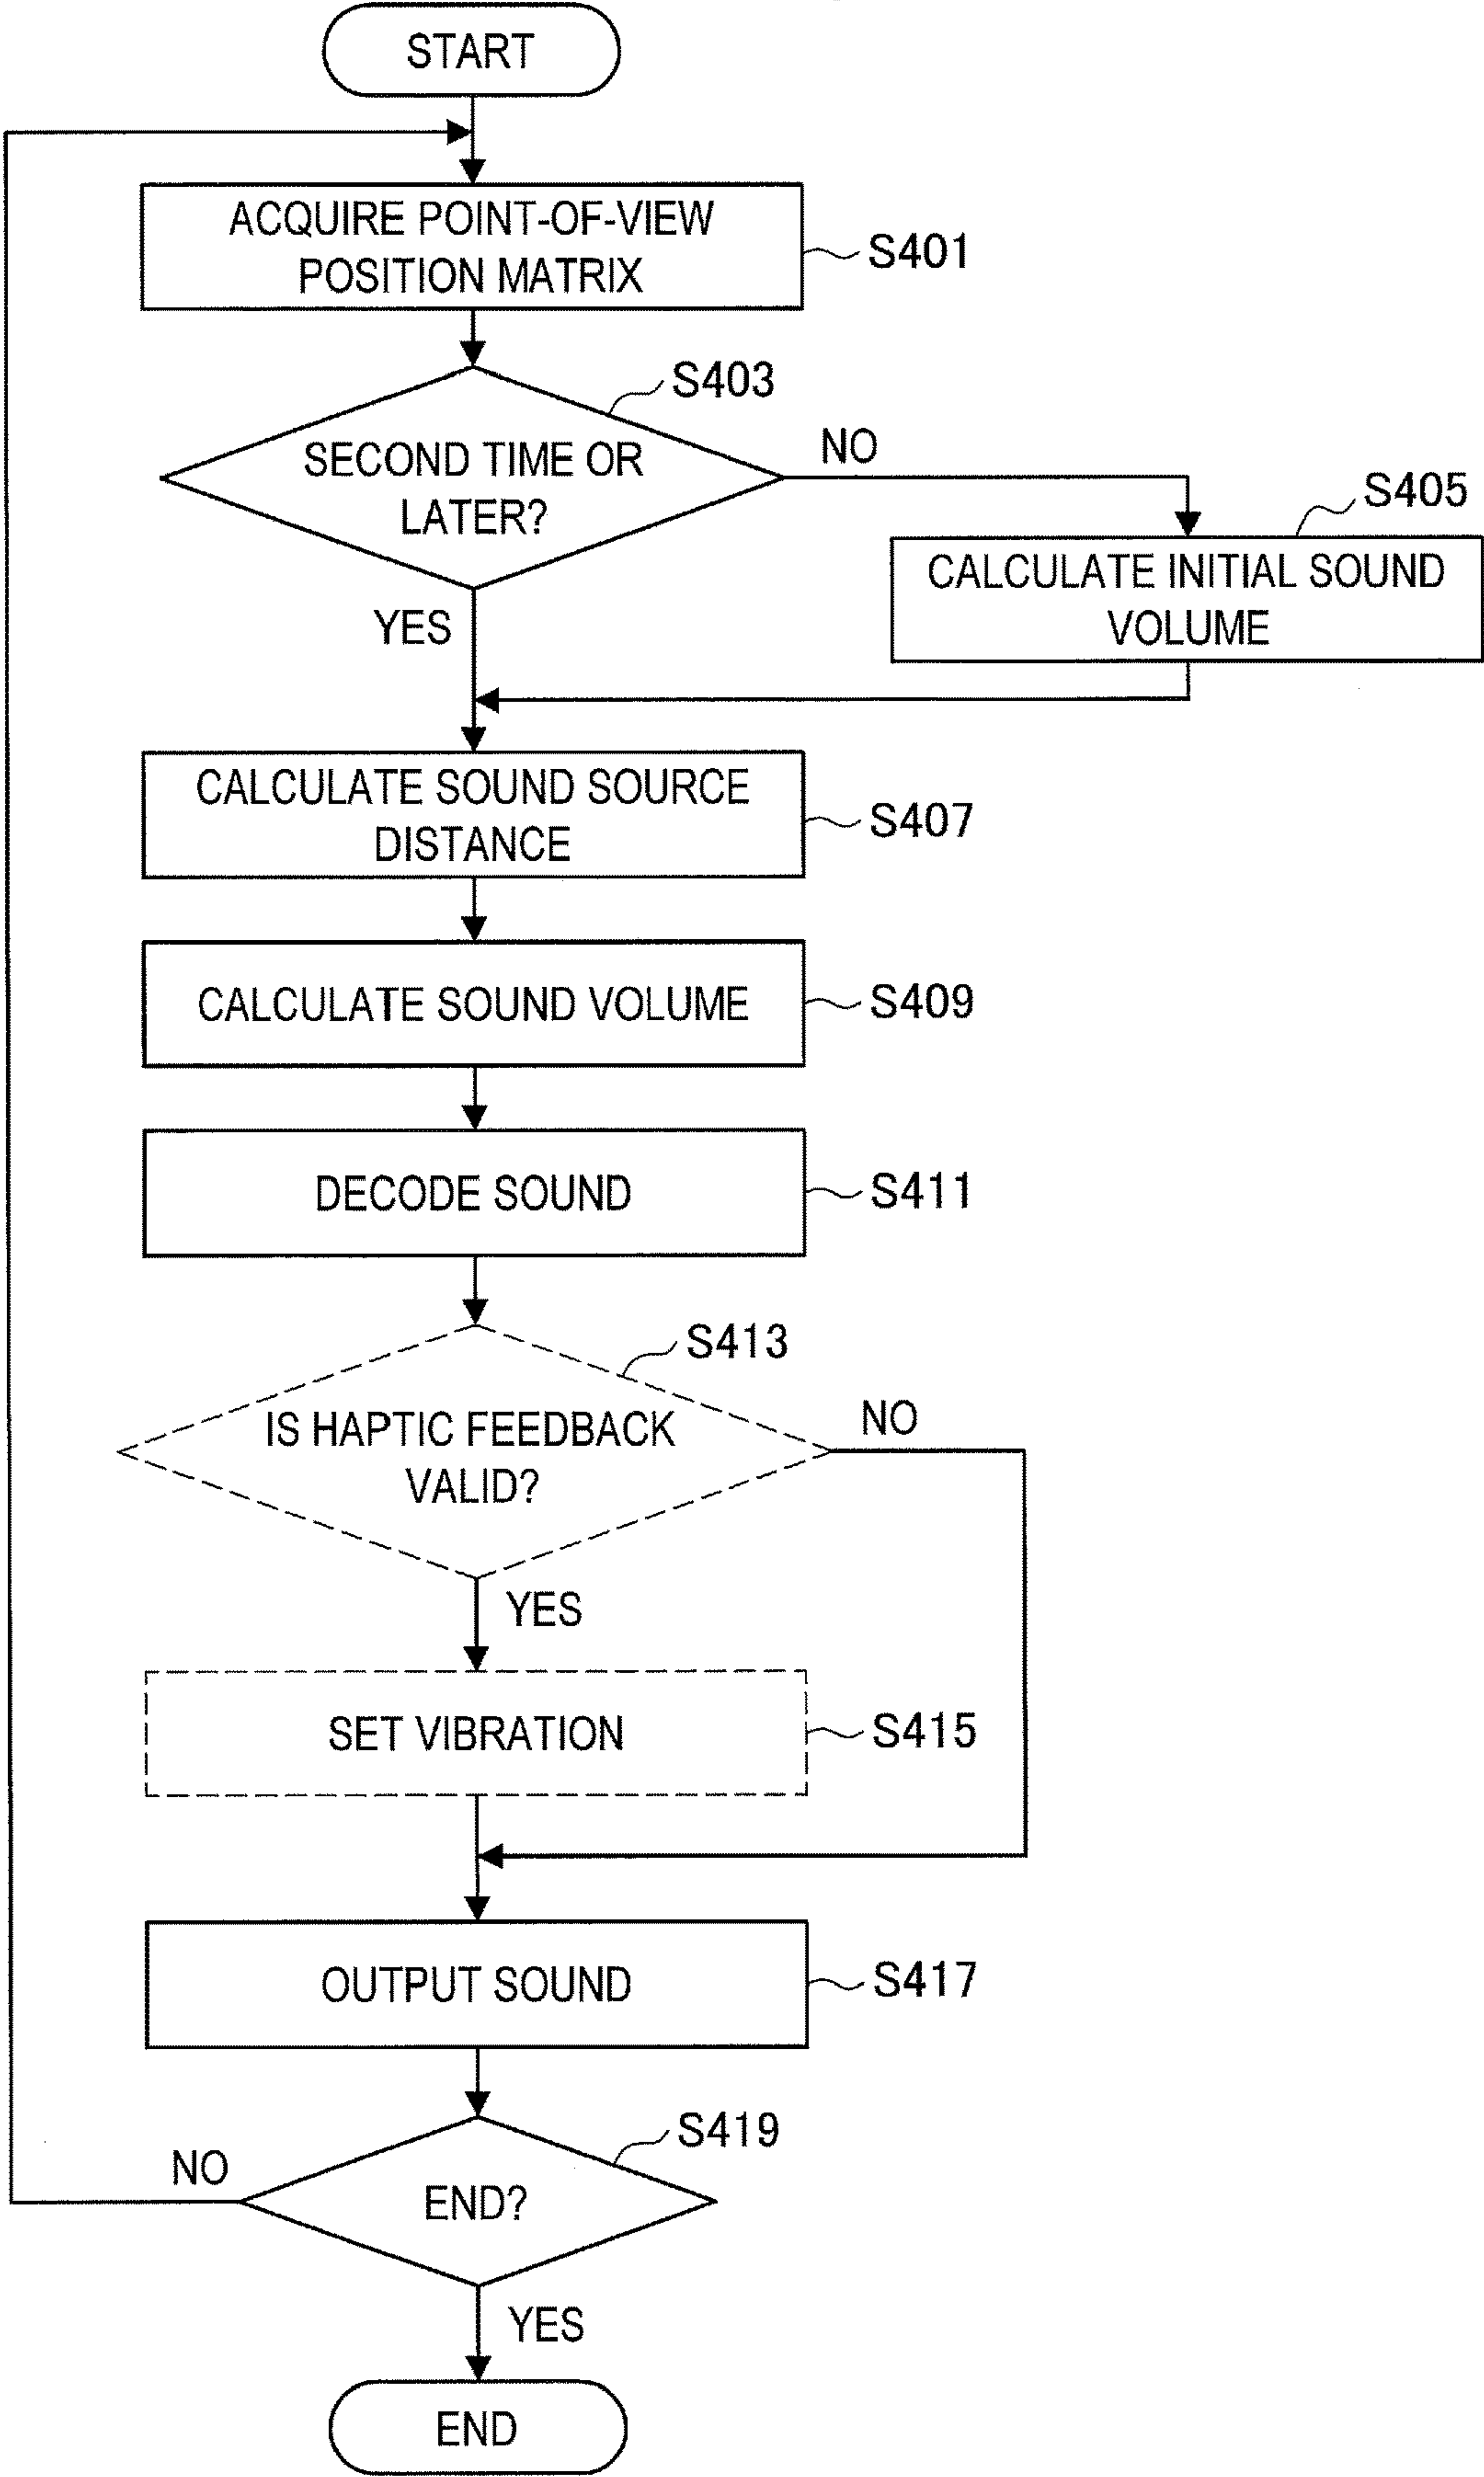 START
ACQUIRE POINT-OF-VIEW
POSITION MATRIX
S401
S403
SECOND TIME OR
LATER?
NO
YES
S405
CALCULATE INITIAL SOUND
VOLUME
CALCULATE SOUND SOURCE
DISTANCE
S407
CALCULATE SOUND VOLUME
S409
DECODE SOUND
S411
S413
IS HAPTIC FEEDBACK
VALID?
NO
YES
SET VIBRATION
S415
OUTPUT SOUND
S417
S419
END?
NO
YES
END